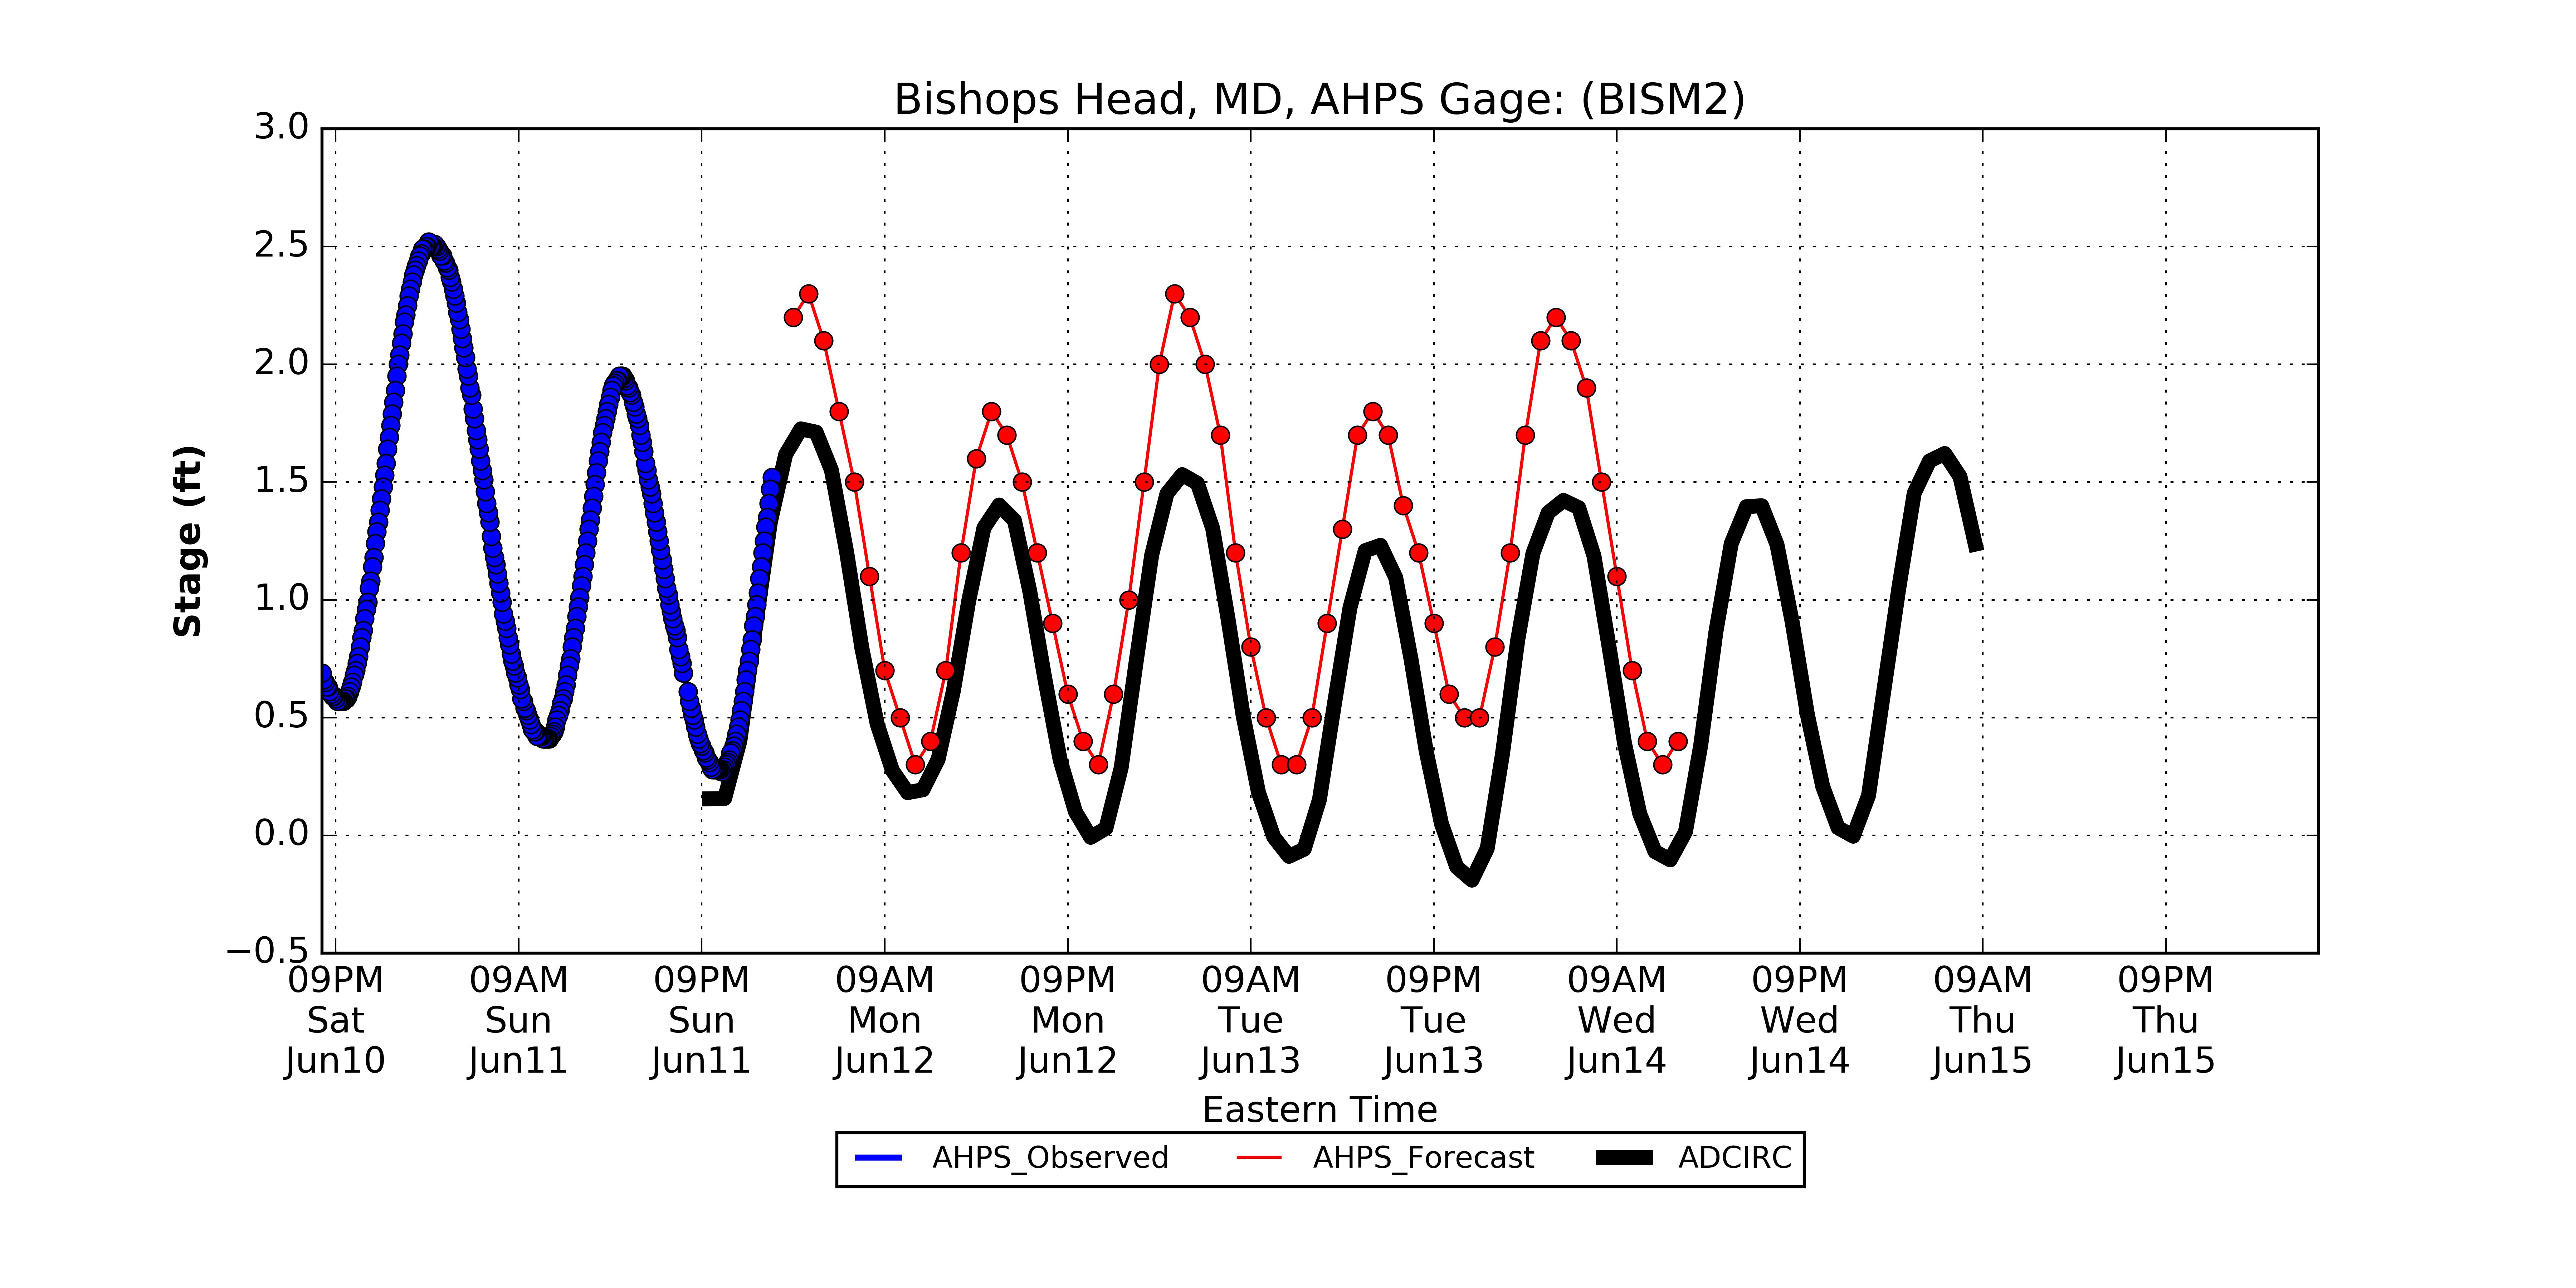 Bishops Head, MD, AHPS Gage: (BISM2)
3.0
2.5
2.0
1.5
1.0
0.5
0.0
−0.5
Stage (ft)
09PM 09AM 09PM 09AM 09PM 09AM 09PM 09AM 09PM 09AM 09PM
Sat Sun Sun Mon Mon Tue Tue Wed Wed Thu Thu
Jun10 Jun11 Jun11 Jun12 Jun12 Jun13 Jun13 Jun14 Jun14 Jun15 Jun15
Eastern Time
AHPS_Observed AHPS_Forecast ADCIRC